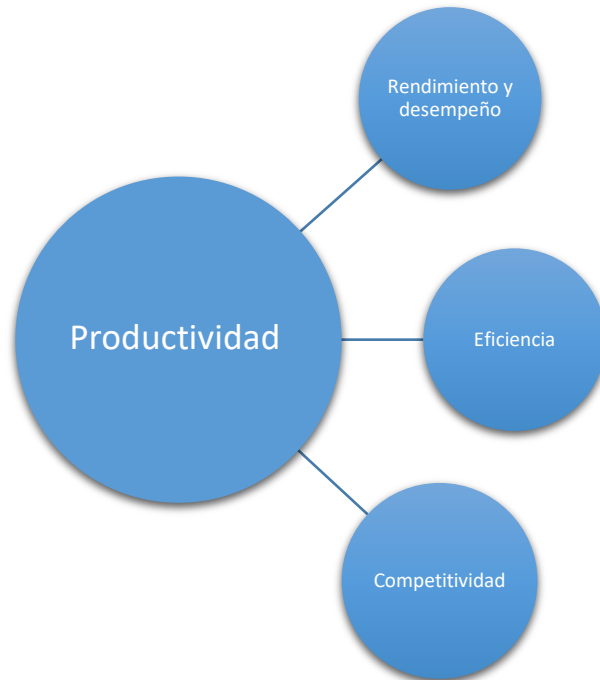 Rendimiento y
desempeño
Productividad
Eficiencia
Competitividad